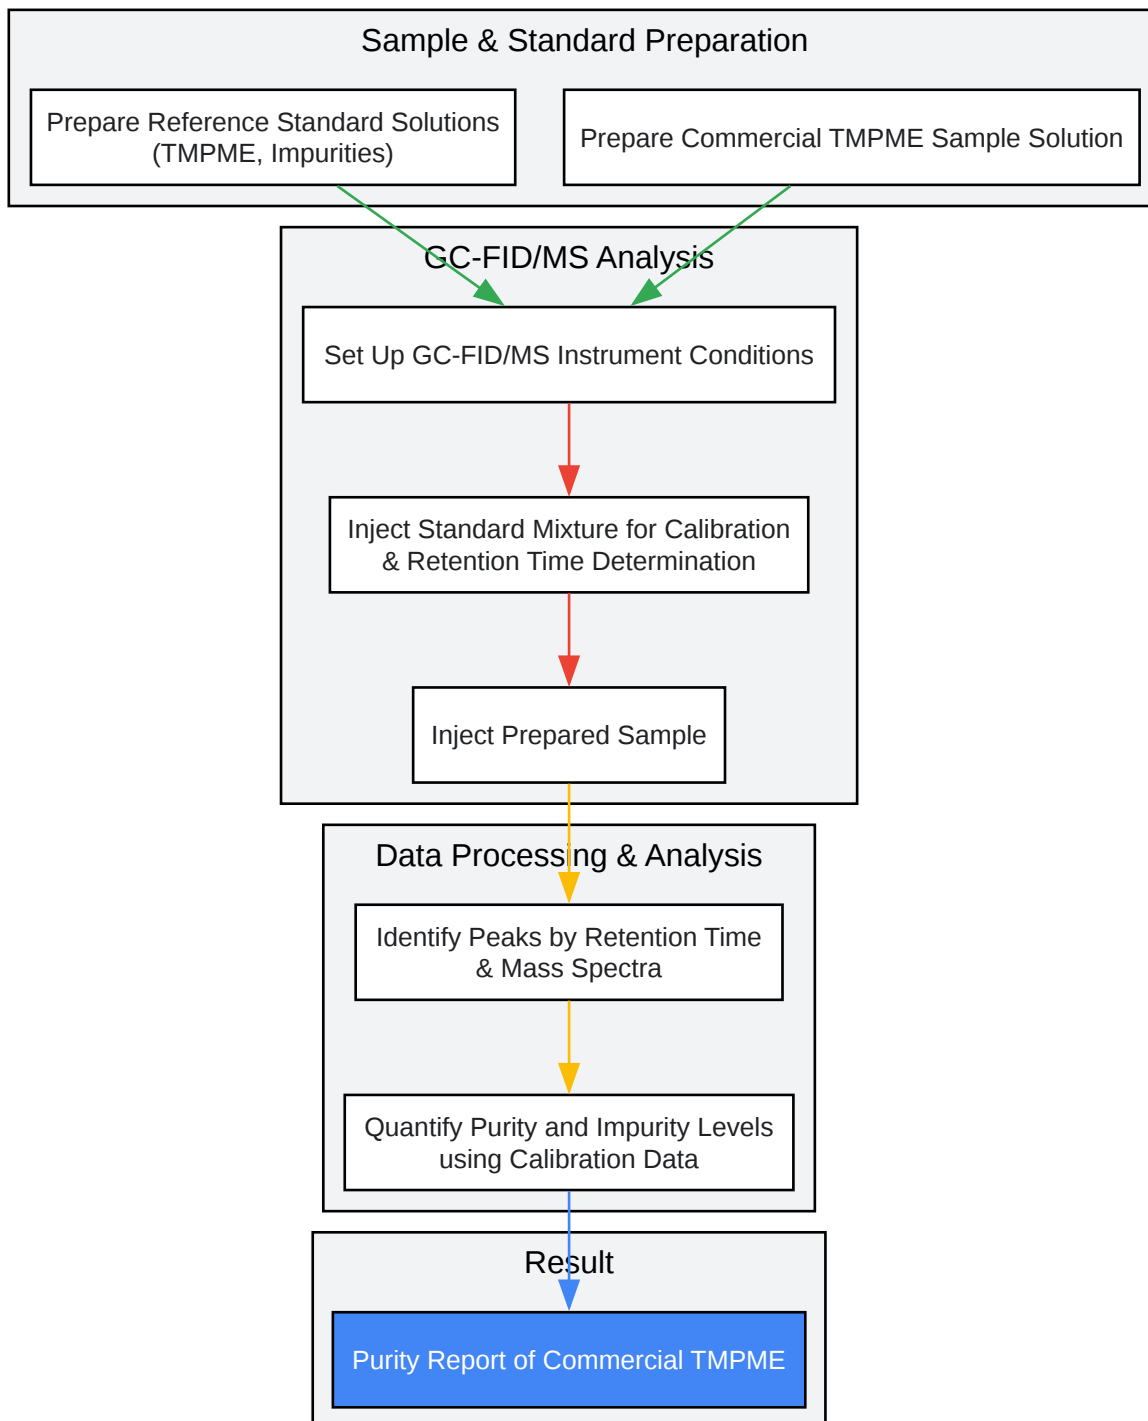 Sample & Standard Preparation
Prepare Reference Standard Solutions
(TMPME, Impurities)
Prepare Commercial TMPME Sample Solution
GC-FID/MS Analysis
Set Up GC-FID/MS Instrument Conditions
Inject Standard Mixture for Calibration
& Retention Time Determination
Inject Prepared Sample
Data Processing & Analysis
Identify Peaks by Retention Time
& Mass Spectra
Quantify Purity and Impurity Levels
using Calibration Data
Result
Purity Report of Commercial TMPME